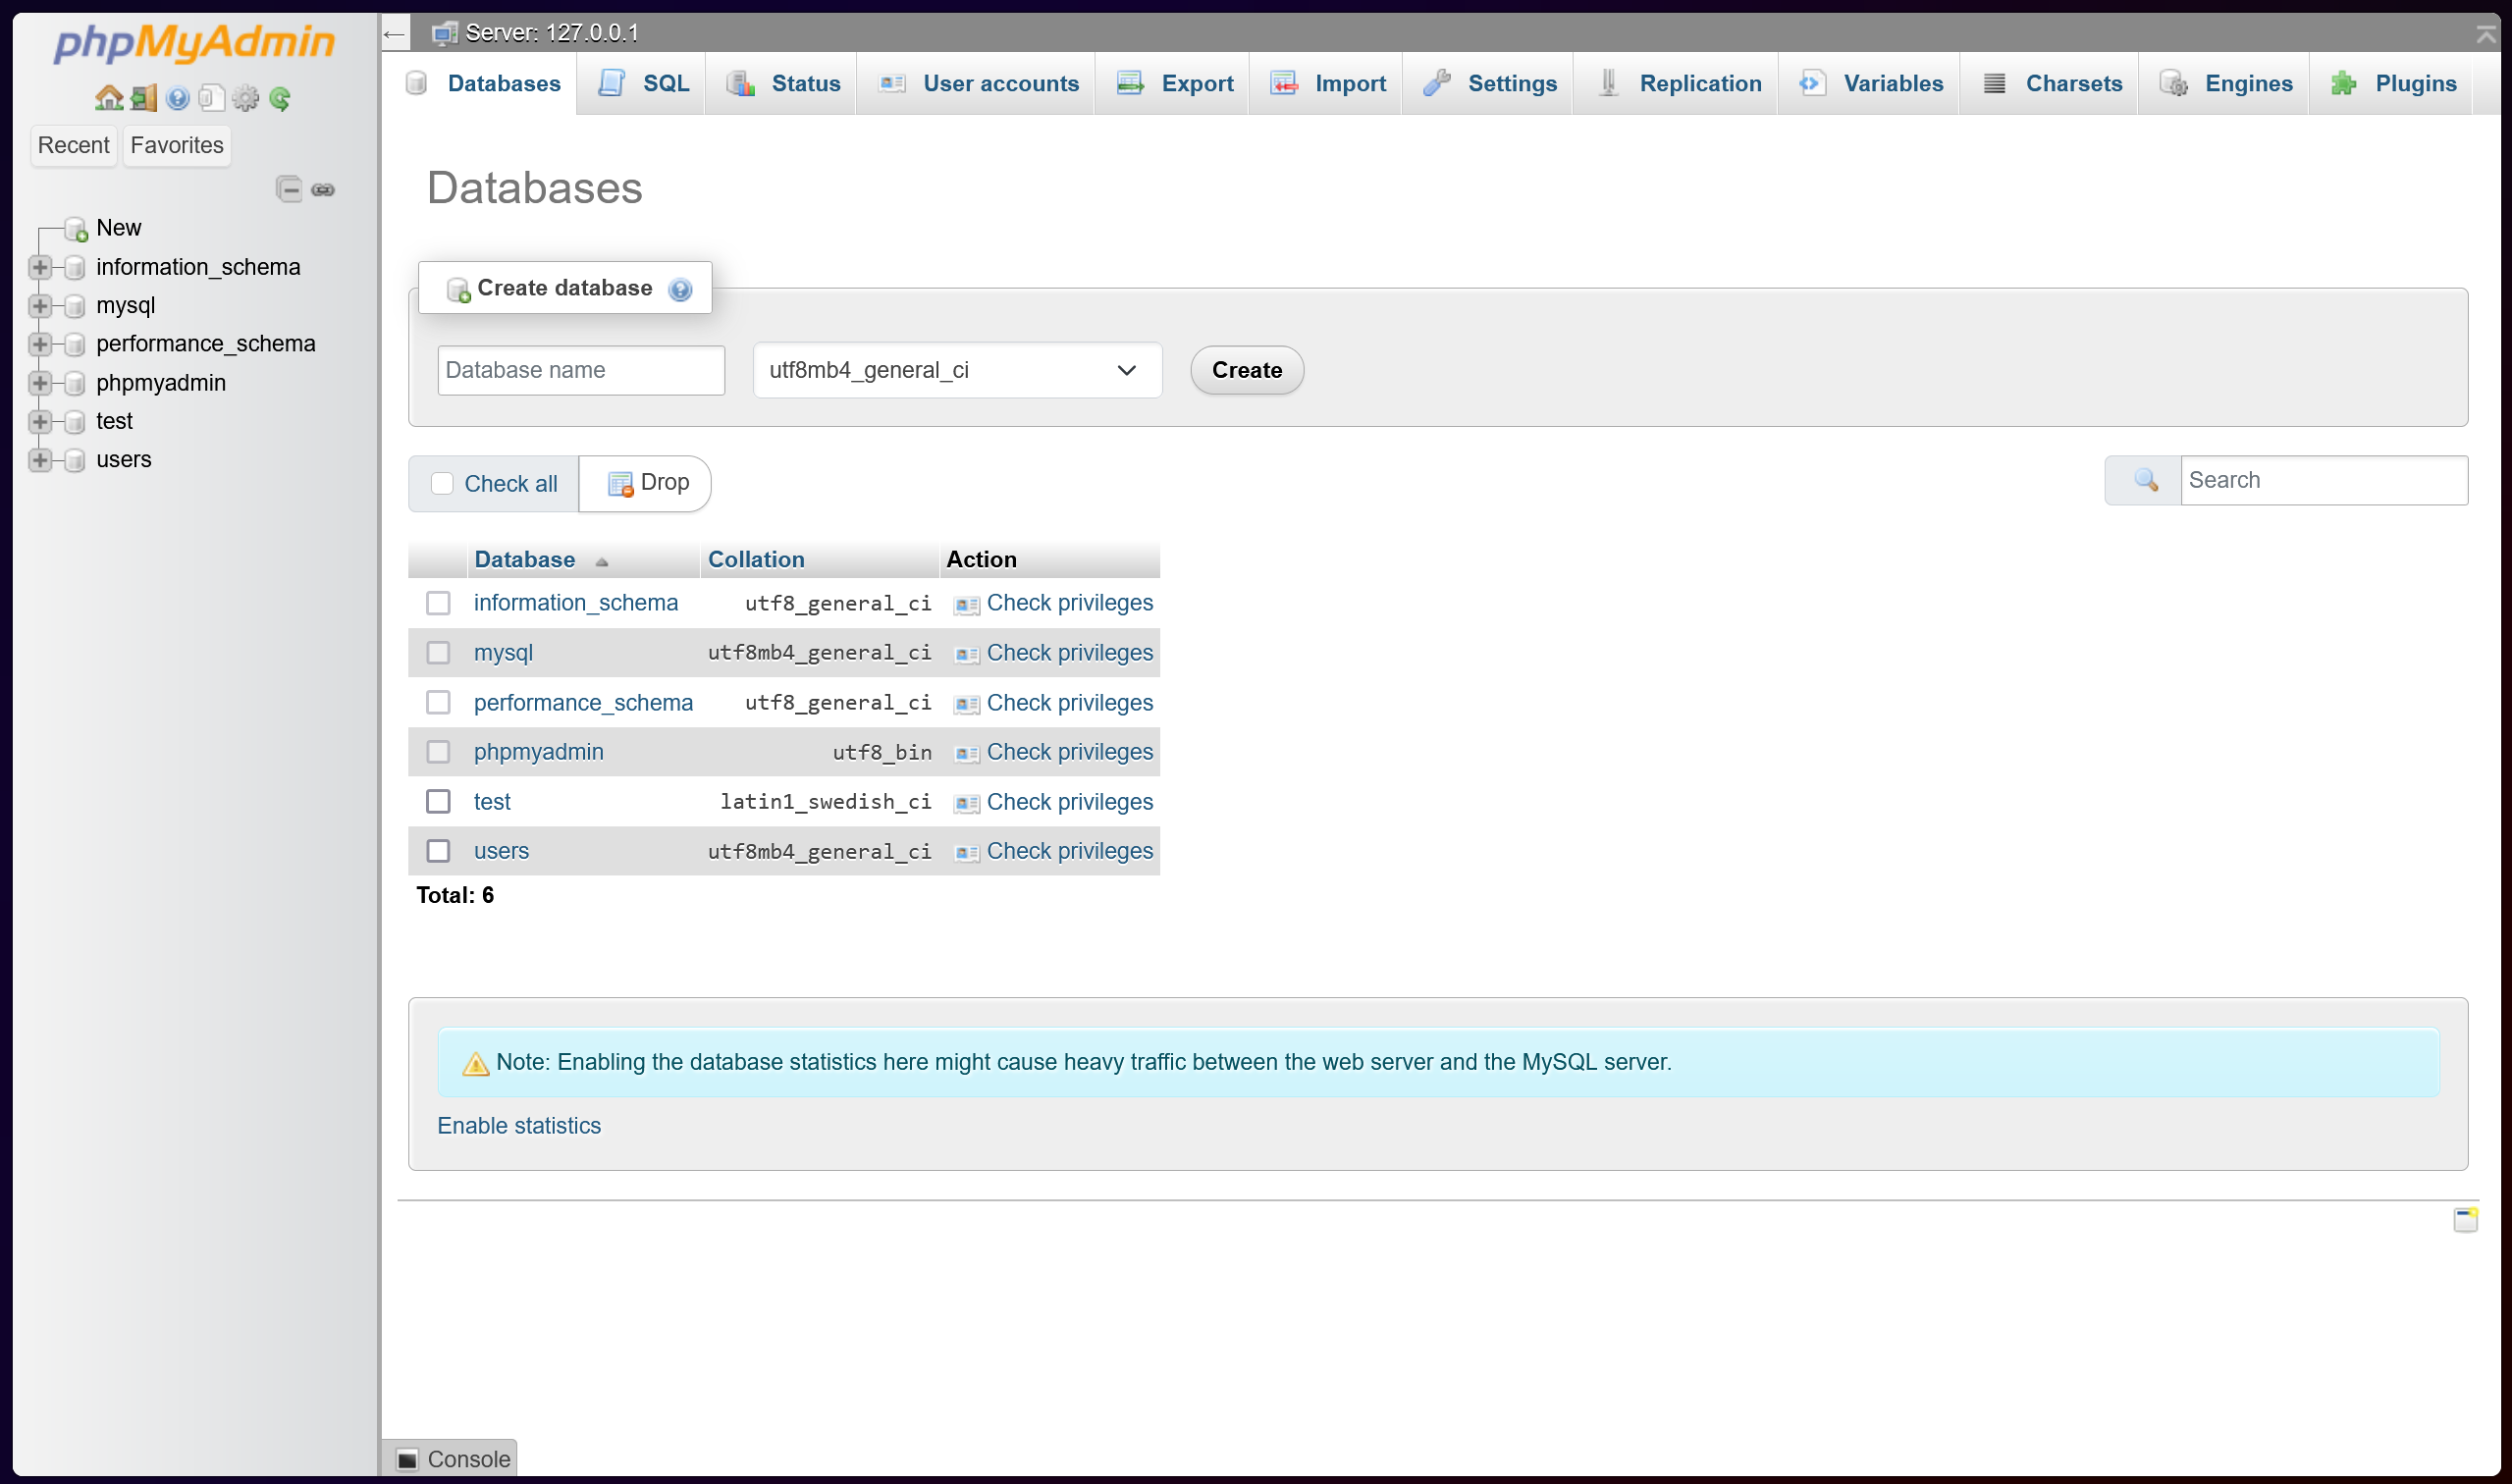 phpMyAdmin
Recent Favorites
New
information_schema
mysql
performance_schema
phpmyadmin
test
users
← Server: 127.0.0.1
Databases SQL Status User accounts Export Import Settings Replication Variables Charsets Engines Plugins
Databases
Create database
Database name utf8mb4_general_ci Create
Check all Drop Search
Database Collation Action
information_schema utf8_general_ci Check privileges
mysql utf8mb4_general_ci Check privileges
performance_schema utf8_general_ci Check privileges
phpmyadmin utf8_bin Check privileges
test latin1_swedish_ci Check privileges
users utf8mb4_general_ci Check privileges
Total: 6
Note: Enabling the database statistics here might cause heavy traffic between the web server and the MySQL server.
Enable statistics
Console